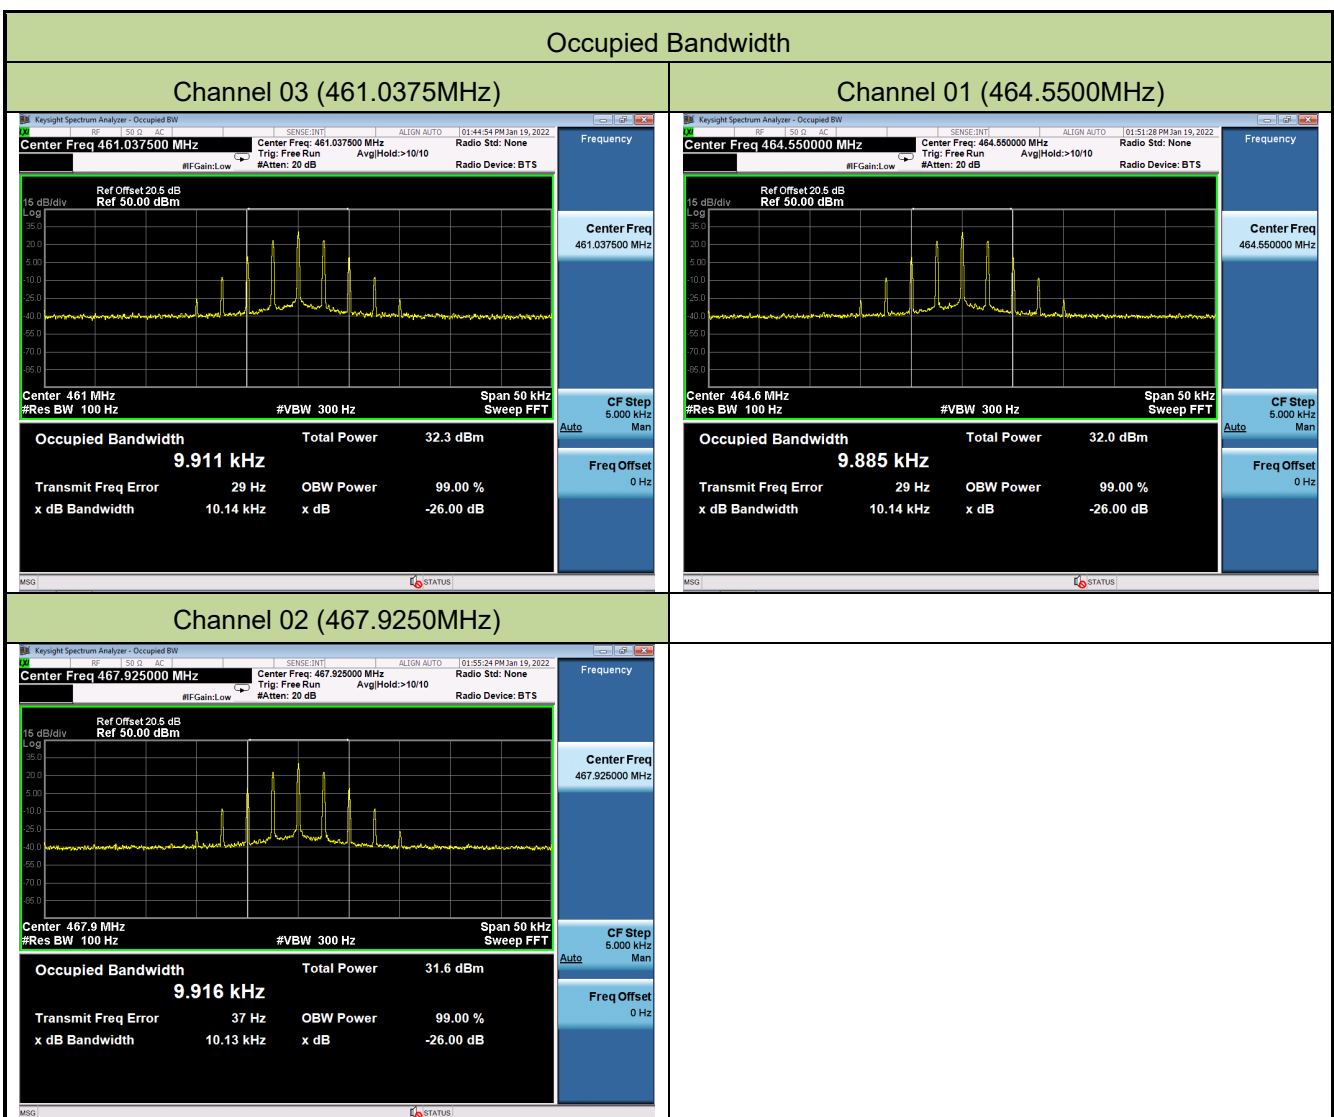 Occupied Bandwidth
Channel 03 (461.0375MHz)
Channel 01 (464.5500MHz)
Keysight Spectrum Analyzer - Occupied BW
LXI RF 50 Ω AC SENSE:INT ALIGN AUTO 01:44:54 PM Jan 19, 2022
Center Freq 461.037500 MHz
Center Freq: 461.037500 MHz
Radio Std: None
Trig: Free Run Avg|Hold:>10/10
#IFGain:Low
#Atten: 20 dB
Radio Device: BTS
Ref Offset 20.5 dB
15 dB/div Ref 50.00 dBm
Log
35.0
20.0
5.00
-10.0
-25.0
-40.0
-55.0
-70.0
-85.0
Center 461 MHz Span 50 kHz
#Res BW 100 Hz #VBW 300 Hz Sweep FFT
Occupied Bandwidth Total Power 32.3 dBm
9.911 kHz
Transmit Freq Error 29 Hz OBW Power 99.00 %
x dB Bandwidth 10.14 kHz x dB -26.00 dB
MSG STATUS
Frequency
Center Freq
461.037500 MHz
CF Step
5.000 kHz
Auto Man
Freq Offset
0 Hz
Keysight Spectrum Analyzer - Occupied BW
LXI RF 50 Ω AC SENSE:INT ALIGN AUTO 01:51:28 PM Jan 19, 2022
Center Freq 464.550000 MHz
Center Freq: 464.550000 MHz
Radio Std: None
Trig: Free Run Avg|Hold:>10/10
#IFGain:Low
#Atten: 20 dB
Radio Device: BTS
Ref Offset 20.5 dB
15 dB/div Ref 50.00 dBm
Log
35.0
20.0
5.00
-10.0
-25.0
-40.0
-55.0
-70.0
-85.0
Center 464.6 MHz Span 50 kHz
#Res BW 100 Hz #VBW 300 Hz Sweep FFT
Occupied Bandwidth Total Power 32.0 dBm
9.885 kHz
Transmit Freq Error 29 Hz OBW Power 99.00 %
x dB Bandwidth 10.14 kHz x dB -26.00 dB
MSG STATUS
Frequency
Center Freq
464.550000 MHz
CF Step
5.000 kHz
Auto Man
Freq Offset
0 Hz
Channel 02 (467.9250MHz)
Keysight Spectrum Analyzer - Occupied BW
LXI RF 50 Ω AC SENSE:INT ALIGN AUTO 01:55:24 PM Jan 19, 2022
Center Freq 467.925000 MHz
Center Freq: 467.925000 MHz
Radio Std: None
Trig: Free Run Avg|Hold:>10/10
#IFGain:Low
#Atten: 20 dB
Radio Device: BTS
Ref Offset 20.5 dB
15 dB/div Ref 50.00 dBm
Log
35.0
20.0
5.00
-10.0
-25.0
-40.0
-55.0
-70.0
-85.0
Center 467.9 MHz Span 50 kHz
#Res BW 100 Hz #VBW 300 Hz Sweep FFT
Occupied Bandwidth Total Power 31.6 dBm
9.916 kHz
Transmit Freq Error 37 Hz OBW Power 99.00 %
x dB Bandwidth 10.13 kHz x dB -26.00 dB
MSG STATUS
Frequency
Center Freq
467.925000 MHz
CF Step
5.000 kHz
Auto Man
Freq Offset
0 Hz